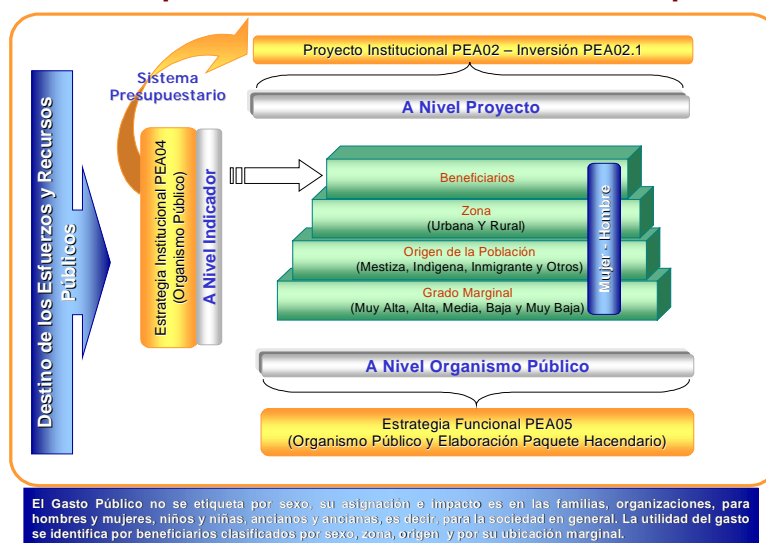 Proyecto Institucional PEA02 – Inversión PEA02.1
Sistema
Presupuestario
A Nivel Proyecto
Destino de los Esfuerzos y Recursos
Públicos
Estrategia Institucional PEA04
(Organismo Público)
A Nivel Indicador
Beneficiarios
Zona
(Urbana Y Rural)
Origen de la Población
(Mestiza, Indigena, Inmigrante y Otros)
Grado Marginal
(Muy Alta, Alta, Media, Baja y Muy Baja)
Mujer - Hombre
A Nivel Organismo Público
Estrategia Funcional PEA05
(Organismo Público y Elaboración Paquete Hacendario)
El Gasto Público no se etiqueta por sexo, su asignación e impacto es en las familias, organizaciones, para
hombres y mujeres, niños y niñas, ancianos y ancianas, es decir, para la sociedad en general. La utilidad del gasto
se identifica por beneficiarios clasificados por sexo, zona, origen y por su ubicación marginal.